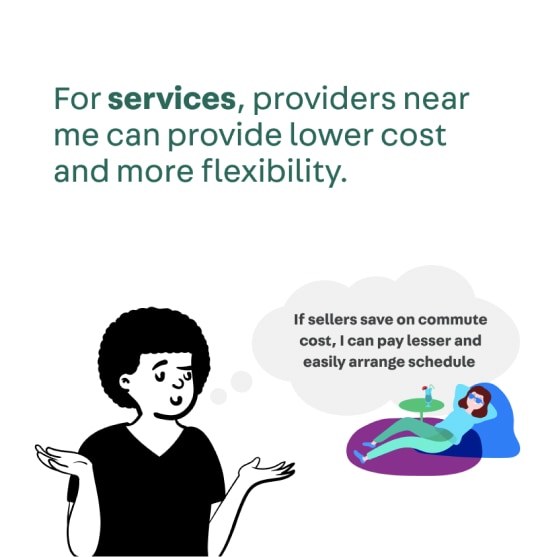 For services, providers near
me can provide lower cost
and more flexibility.
If sellers save on commute
cost, I can pay lesser and
easily arrange schedule